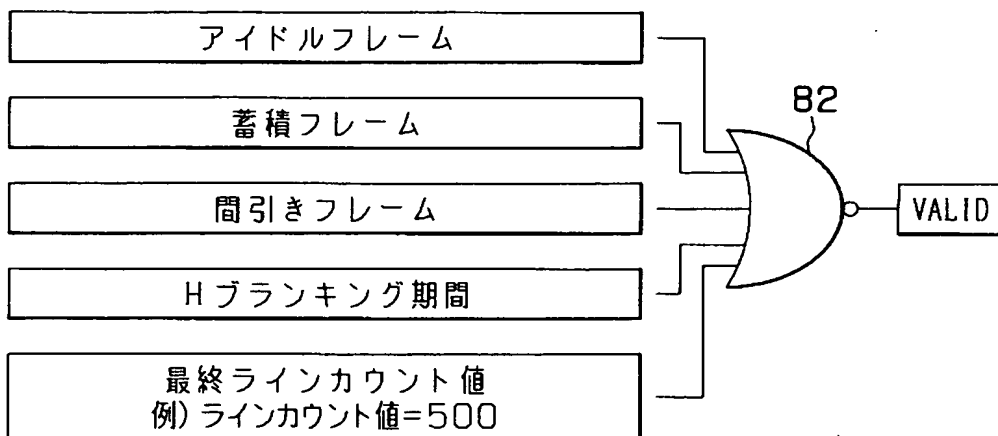 アイドルフレーム
蓄積フレーム
間引きフレーム
Hブランキング期間
最終ラインカウント値
例)ラインカウント値=500
82
VALID